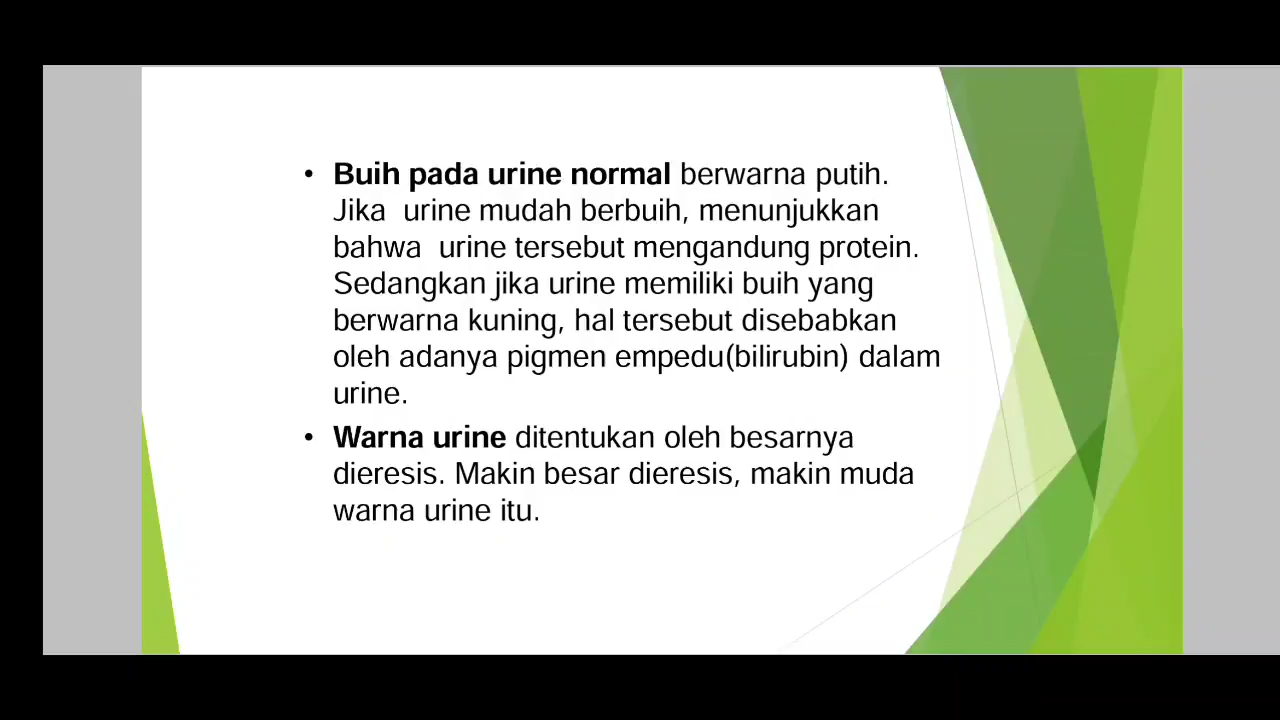 • Buih pada urine normal berwarna putih.
Jika urine mudah berbuih, menunjukkan
bahwa urine tersebut mengandung protein.
Sedangkan jika urine memiliki buih yang
berwarna kuning, hal tersebut disebabkan
oleh adanya pigmen empedu(bilirubin) dalam
urine.
• Warna urine ditentukan oleh besarnya
dieresis. Makin besar dieresis, makin muda
warna urine itu.